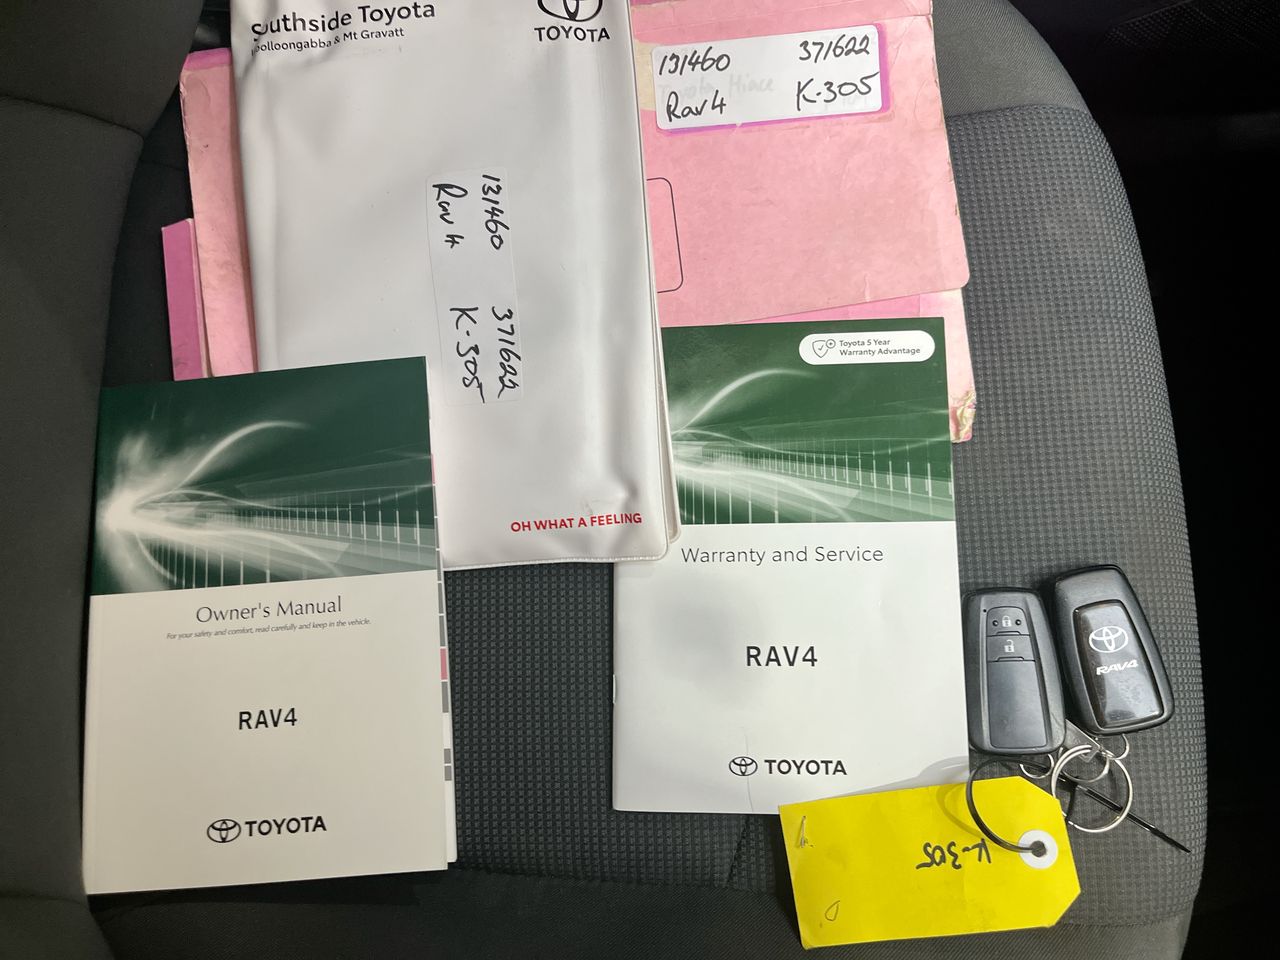 Southside Toyota
Woolloongabba & Mt Gravatt
TOYOTA
131460 371622
Rav4 K-305
Toyota Hiace
131460 371622
Rav4 K-305
OH WHAT A FEELING
Toyota 5 Year
Warranty Advantage
Warranty and Service
RAV4
TOYOTA
Owner's Manual
For your safety and comfort, read carefully and keep in the vehicle.
RAV4
TOYOTA
RAV4
K-305